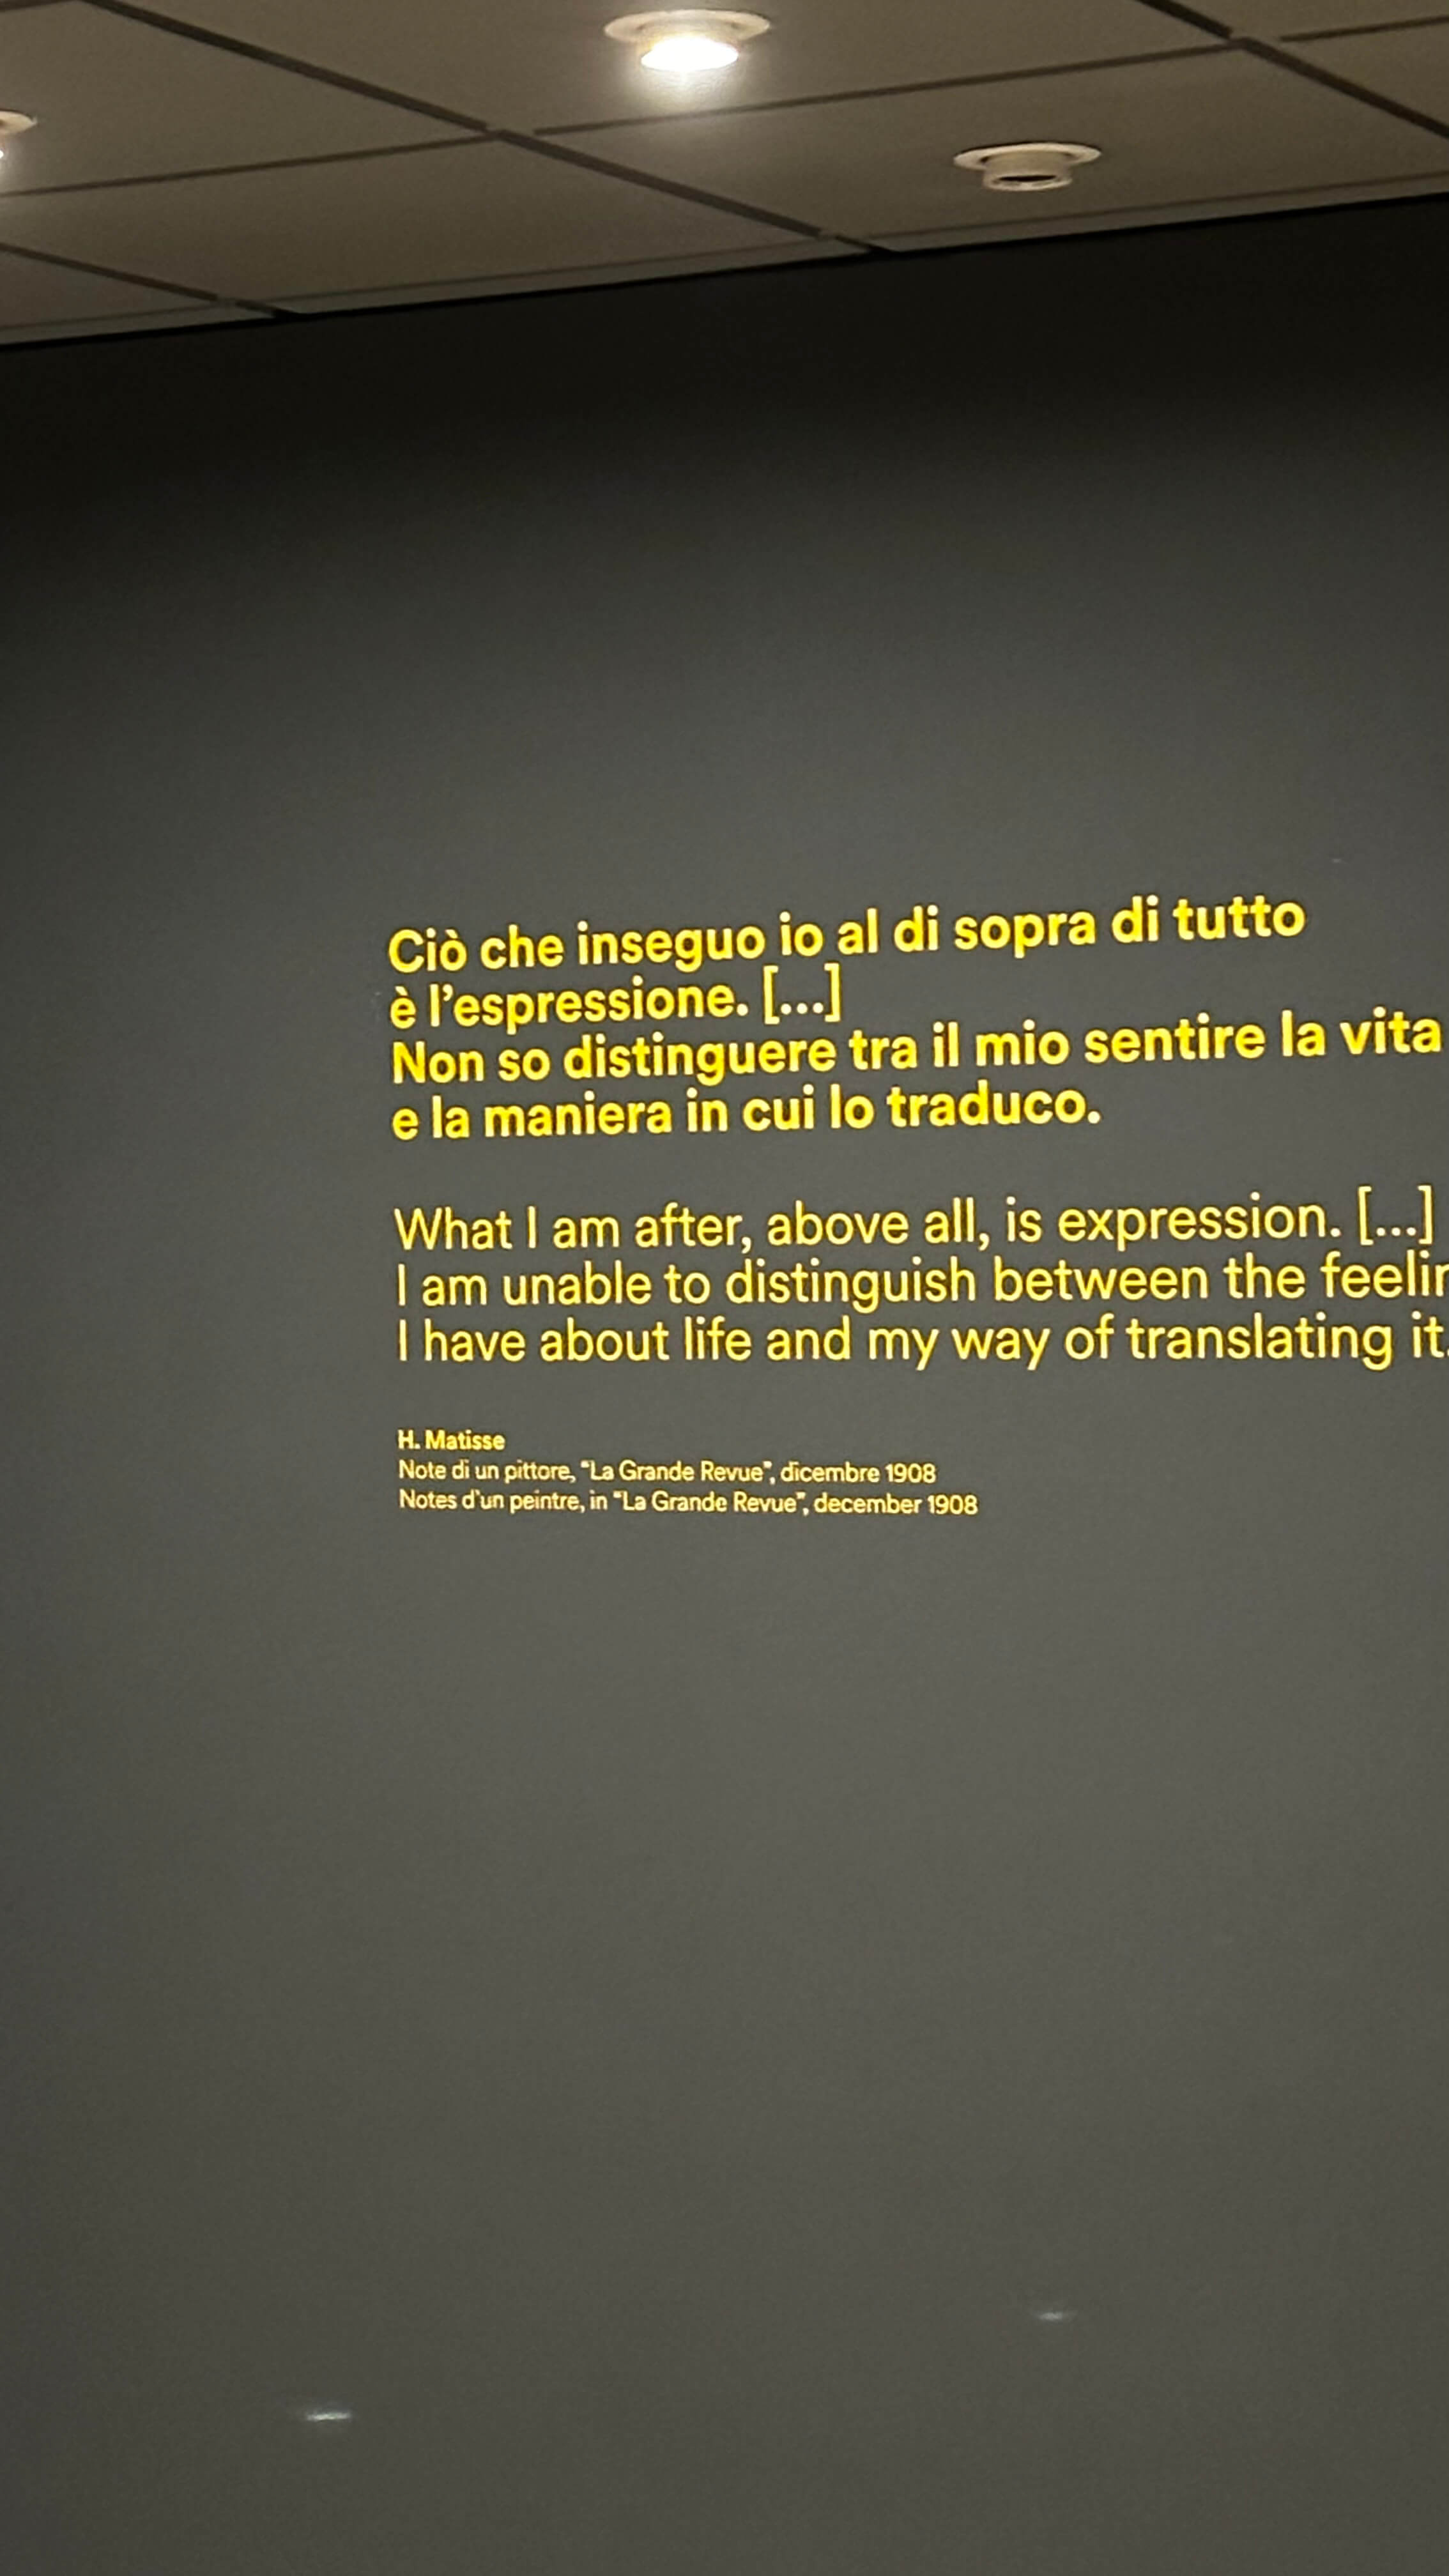 Ciò che inseguo io al di sopra di tutto
è l'espressione. [...]
Non so distinguere tra il mio sentire la vita
e la maniera in cui lo traduco.
What I am after, above all, is expression. [...]
I am unable to distinguish between the feelin
I have about life and my way of translating it.
H. Matisse
Note di un pittore, "La Grande Revue", dicembre 1908
Notes d'un peintre, in "La Grande Revue", december 1908